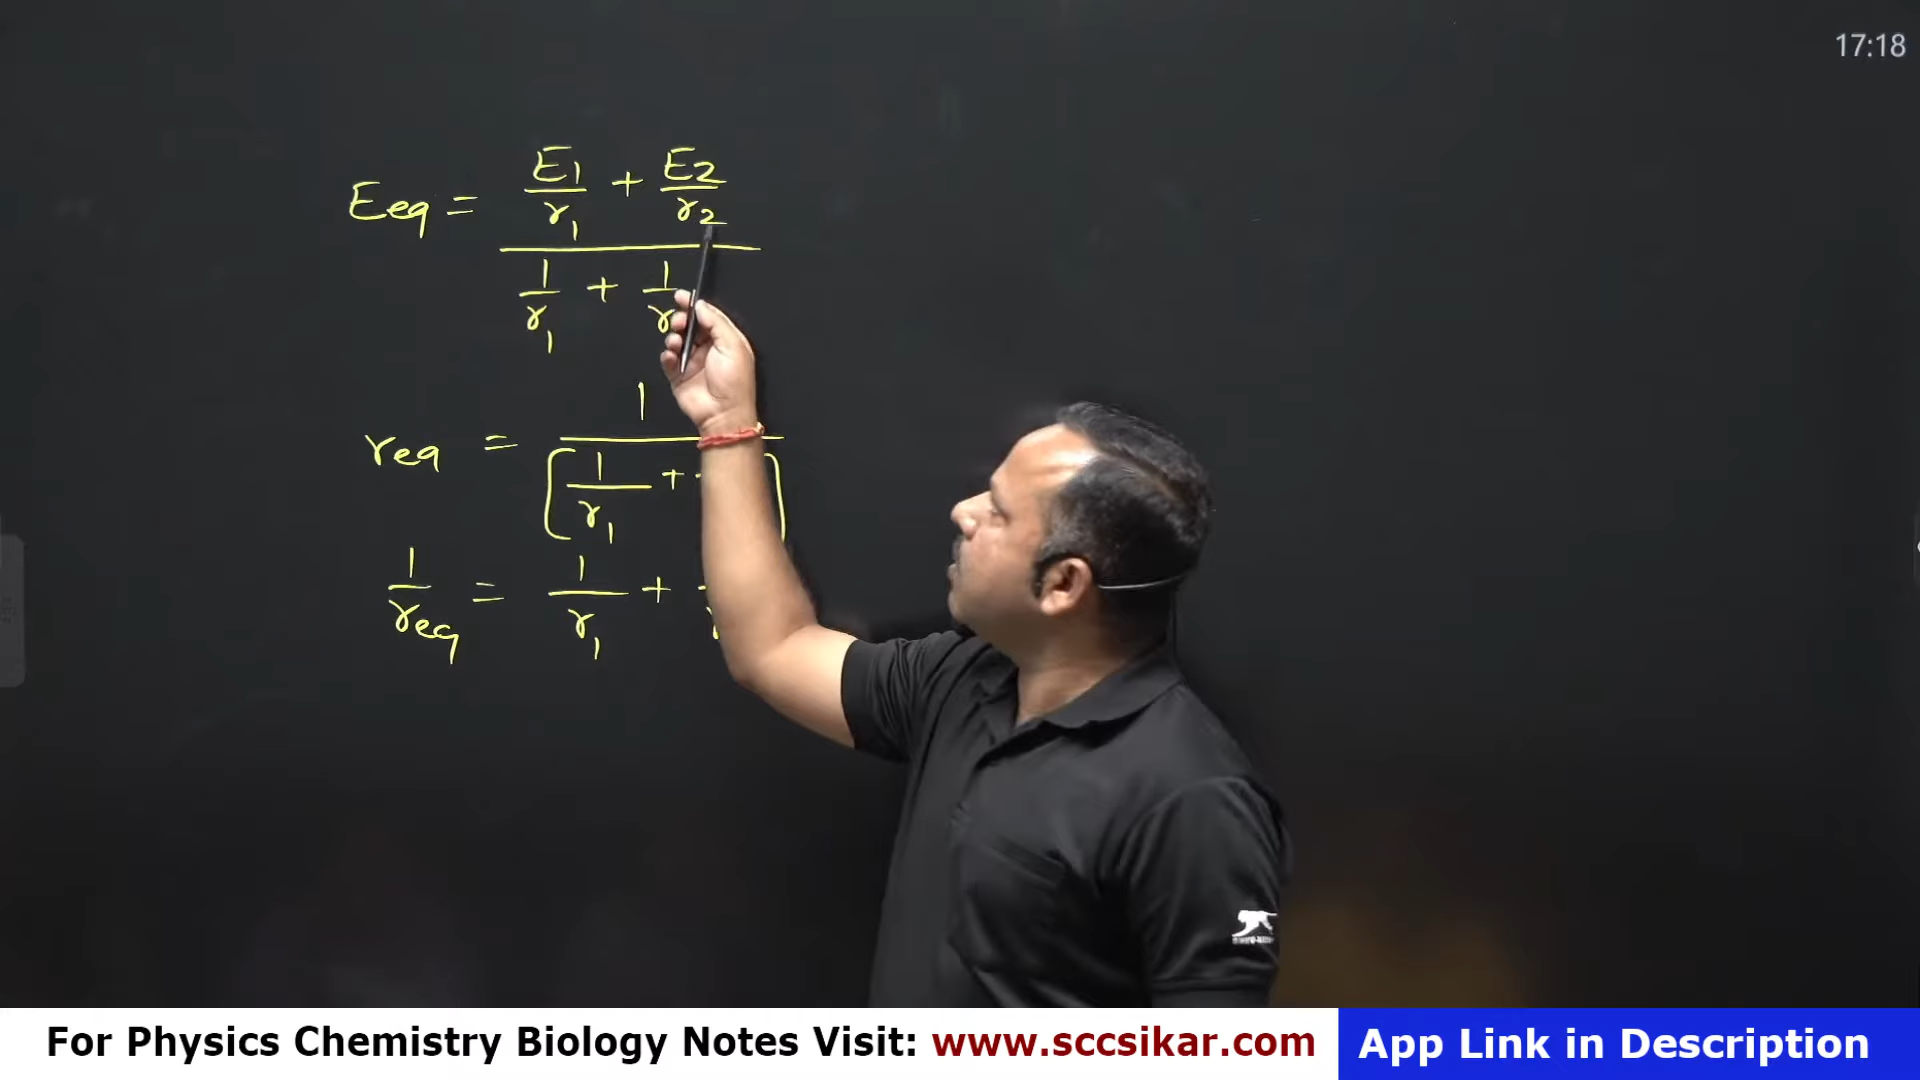 17:18
Eeq = E1/r1 + E2/r2
1/r1 + 1/r
req = 1
[1/r1 + ]
1/req = 1/r1 +
For Physics Chemistry Biology Notes Visit: www.sccsikar.com
App Link in Description